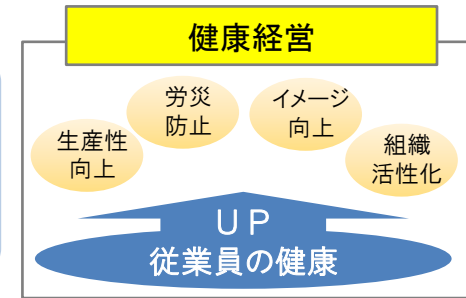 健康経営
労災
防止
イメージ
向上
生産性
向上
組織
活性化
ＵＰ
従業員の健康